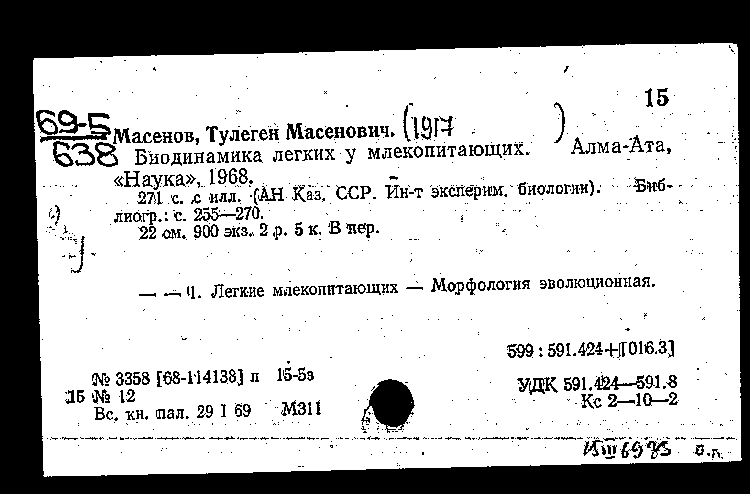 15
69-5
638
Масенов, Тулеген Масенович. (1917 )
Биодинамика легких у млекопитающих. Алма-Ата,
«Наука», 1968.
271 с. с илл. (АН Каз. ССР. Ин-т эксперим. биологии). Биб-
лиогр.: с. 255—270.
22 см. 900 экз. 2 р. 5 к. В пер.
— — 1. Легкие млекопитающих — Морфология эволюционная.
599 : 591.424+[016.3]
№ 3358 [68-114138] п 15-5з
УДК 591.424—591.8
15 № 12
Кс 2—10—2
Вс. кн. пал. 29 I 69 М311